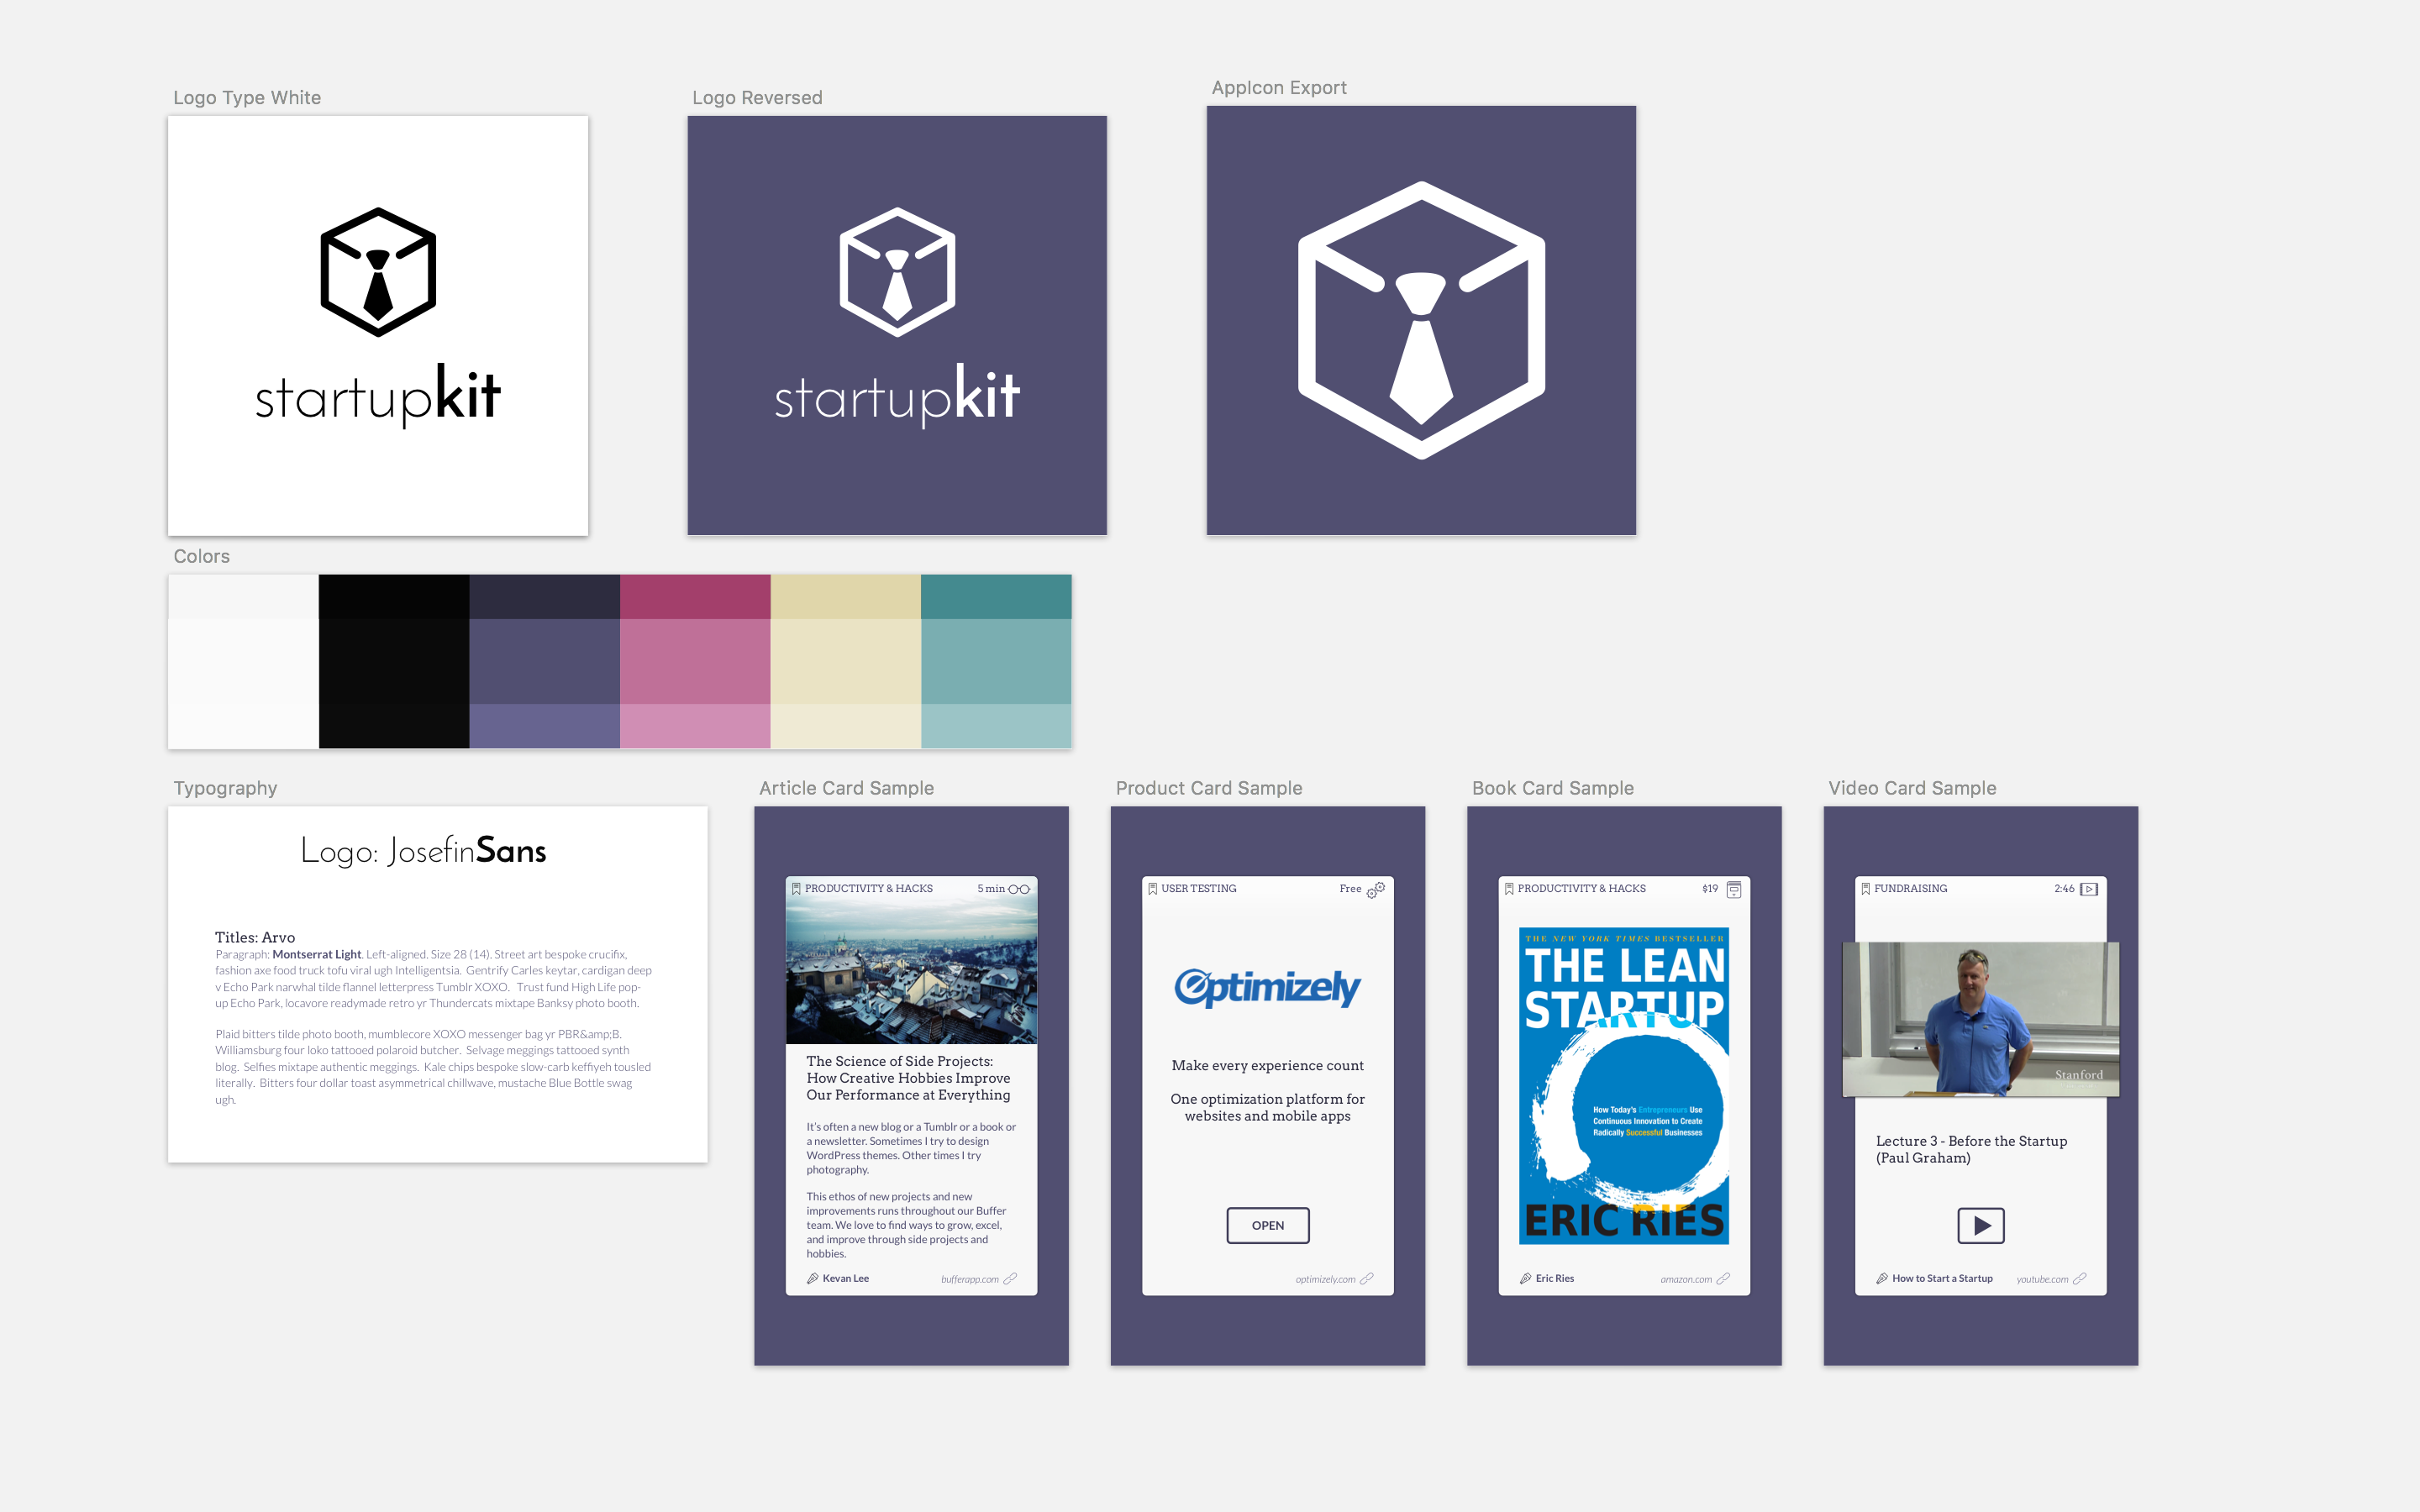 Logo Type White
Logo Reversed
AppIcon Export
startupkit
startupkit
Colors
Typography
Logo: JosefinSans
Titles: Arvo
Paragraph: Montserrat Light. Left-aligned. Size 28 (14). Street art bespoke crucifix,
fashion axe food truck tofu viral ugh Intelligentsia. Gentrify Carles keytar, cardigan deep
v Echo Park narwhal tilde flannel letterpress Tumblr XOXO. Trust fund High Life pop-
up Echo Park, locavore readymade retro yr Thundercats mixtape Banksy photo booth.
Plaid bitters tilde photo booth, mumblecore XOXO messenger bag yr PBR&amp;B.
Williamsburg four loko tattooed polaroid butcher. Selvage meggings tattooed synth
blog. Selfies mixtape authentic meggings. Kale chips bespoke slow-carb keffiyeh tousled
literally. Bitters four dollar toast asymmetrical chillwave, mustache Blue Bottle swag
ugh.
Article Card Sample
PRODUCTIVITY & HACKS 5 min
The Science of Side Projects:
How Creative Hobbies Improve
Our Performance at Everything
It's often a new blog or a Tumblr or a book or
a newsletter. Sometimes I try to design
WordPress themes. Other times I try
photography.
This ethos of new projects and new
improvements runs throughout our Buffer
team. We love to find ways to grow, excel,
and improve through side projects and
hobbies.
Kevan Lee bufferapp.com
Product Card Sample
USER TESTING Free
Optimizely
Make every experience count
One optimization platform for
websites and mobile apps
OPEN
optimizely.com
Book Card Sample
PRODUCTIVITY & HACKS $19
THE NEW YORK TIMES BESTSELLER
THE LEAN
STARTUP
How Today's Entrepreneurs Use
Continuous Innovation to Create
Radically Successful Businesses
ERIC RIES
Eric Ries amazon.com
Video Card Sample
FUNDRAISING 2:46
Stanford
Lecture 3 - Before the Startup
(Paul Graham)
How to Start a Startup youtube.com